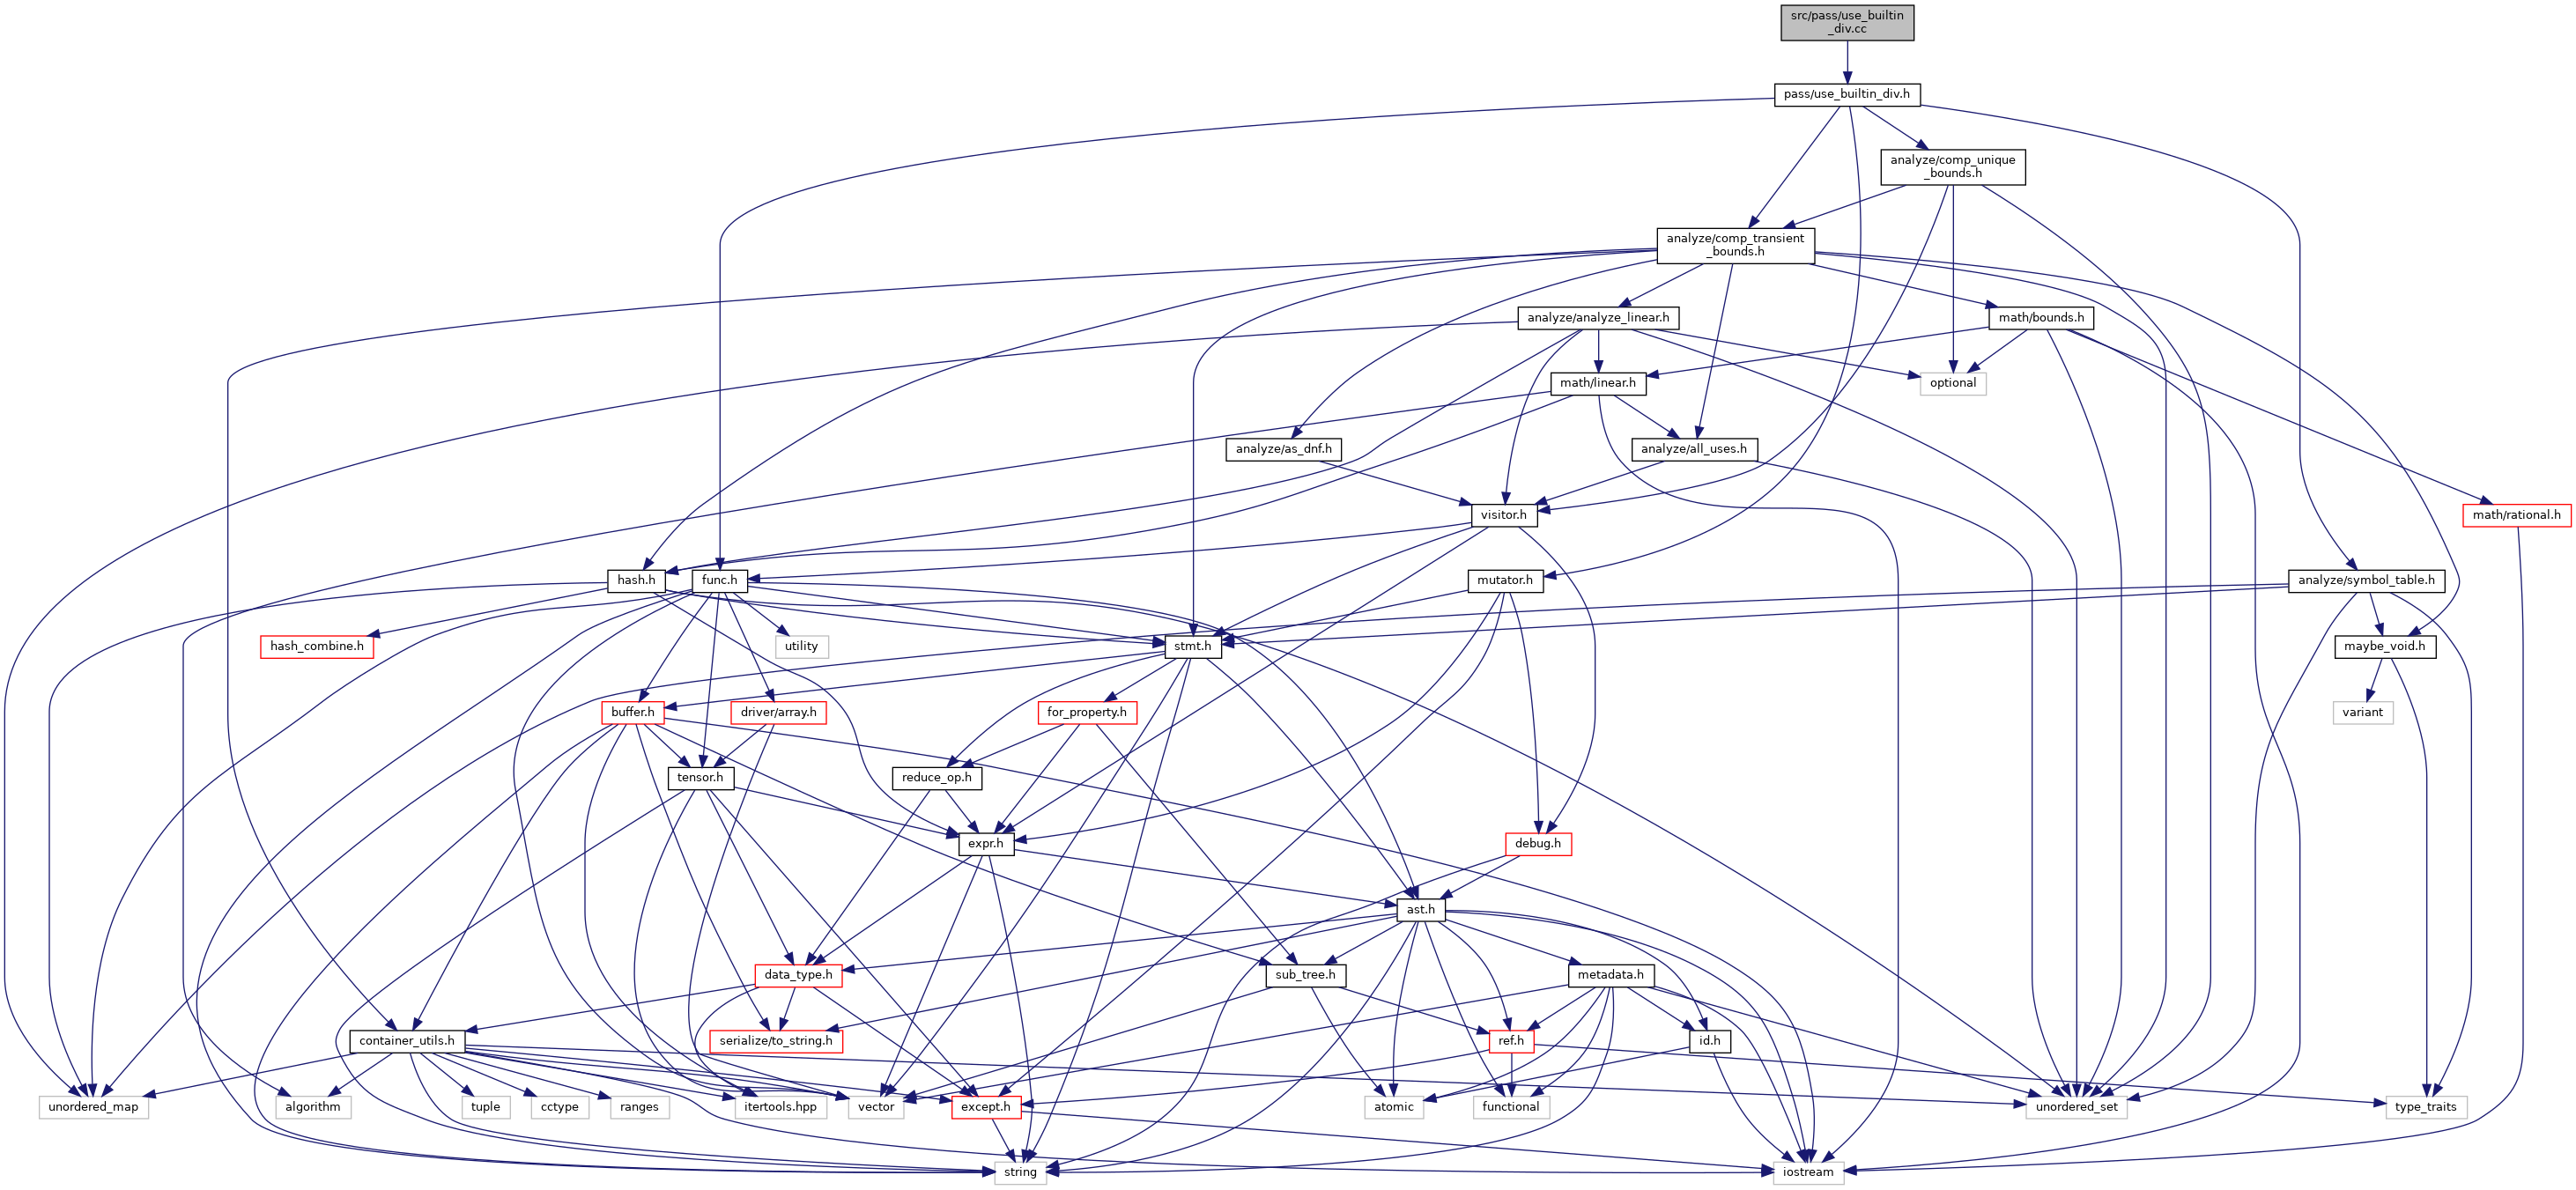 src/pass/use_builtin
_div.cc
pass/use_builtin_div.h
analyze/comp_unique
_bounds.h
analyze/comp_transient
_bounds.h
analyze/analyze_linear.h
math/bounds.h
math/linear.h
optional
analyze/as_dnf.h
analyze/all_uses.h
visitor.h
math/rational.h
hash.h
func.h
mutator.h
analyze/symbol_table.h
hash_combine.h
utility
stmt.h
maybe_void.h
buffer.h
driver/array.h
for_property.h
variant
tensor.h
reduce_op.h
expr.h
debug.h
ast.h
data_type.h
sub_tree.h
metadata.h
container_utils.h
serialize/to_string.h
ref.h
id.h
unordered_map
algorithm
tuple
cctype
ranges
itertools.hpp
vector
except.h
atomic
functional
unordered_set
type_traits
string
iostream